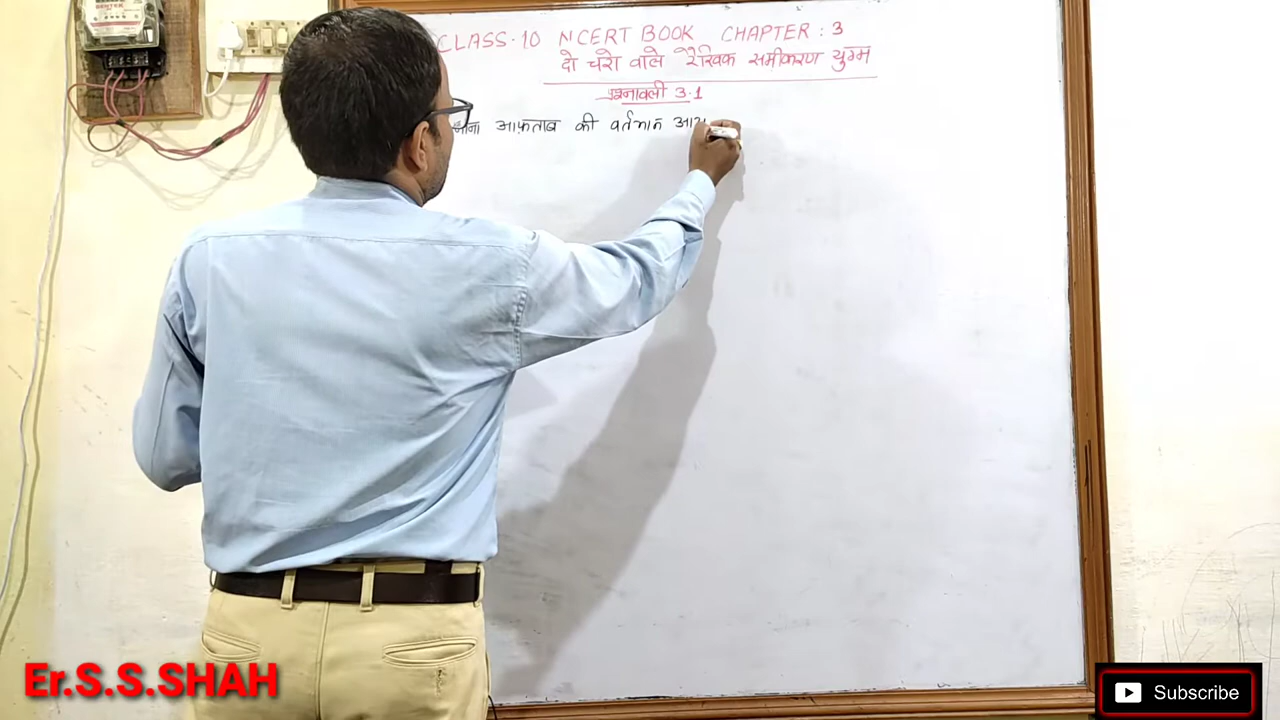 CLASS-10 NCERT BOOK CHAPTER : 3
दो चरो वाले रैखिक समीकरण युग्म
प्रश्नावली 3.1
माना आफ़ताब की वर्तमान आयु
Er.S.S.SHAH
Subscribe